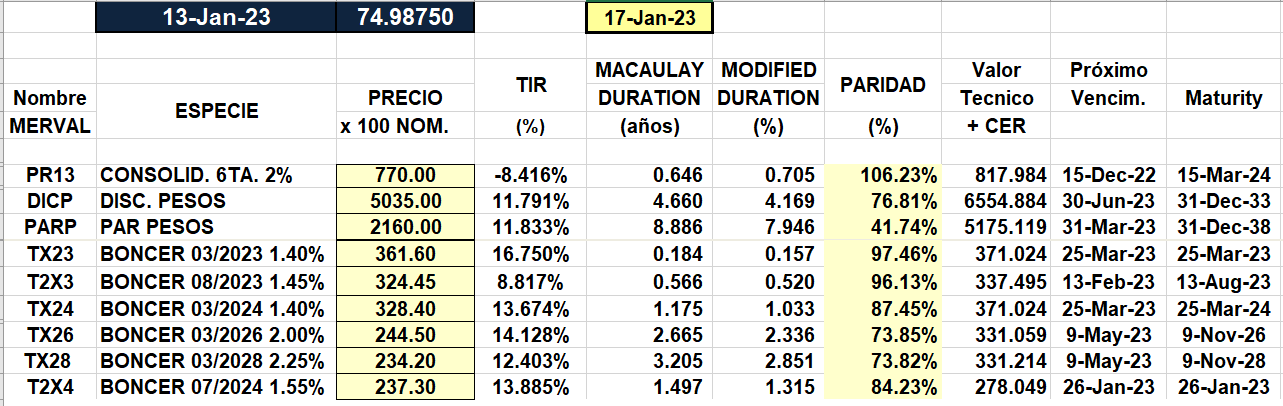 13-Jan-23 74.98750 17-Jan-23
MACAULAY MODIFIED Valor Próximo
TIR PARIDAD
Nombre PRECIO DURATION DURATION Tecnico Vencim. Maturity
ESPECIE
MERVAL x 100 NOM. (%) (años) (%) (%) + CER
PR13 CONSOLID. 6TA. 2% 770.00 -8.416% 0.646 0.705 106.23% 817.984 15-Dec-22 15-Mar-24
DICP DISC. PESOS 5035.00 11.791% 4.660 4.169 76.81% 6554.884 30-Jun-23 31-Dec-33
PARP PAR PESOS 2160.00 11.833% 8.886 7.946 41.74% 5175.119 31-Mar-23 31-Dec-38
TX23 BONCER 03/2023 1.40% 361.60 16.750% 0.184 0.157 97.46% 371.024 25-Mar-23 25-Mar-23
T2X3 BONCER 08/2023 1.45% 324.45 8.817% 0.566 0.520 96.13% 337.495 13-Feb-23 13-Aug-23
TX24 BONCER 03/2024 1.40% 328.40 13.674% 1.175 1.033 87.45% 371.024 25-Mar-23 25-Mar-24
TX26 BONCER 03/2026 2.00% 244.50 14.128% 2.665 2.336 73.85% 331.059 9-May-23 9-Nov-26
TX28 BONCER 03/2028 2.25% 234.20 12.403% 3.205 2.851 73.82% 331.214 9-May-23 9-Nov-28
T2X4 BONCER 07/2024 1.55% 237.30 13.885% 1.497 1.315 84.23% 278.049 26-Jan-23 26-Jan-23